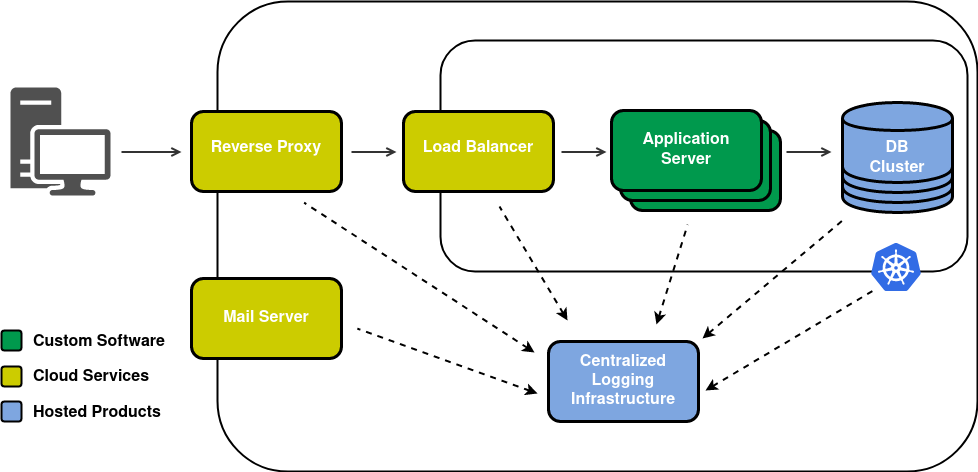 Reverse Proxy
Load Balancer
Application
Server
DB
Cluster
Mail Server
Centralized
Logging
Infrastructure
Custom Software
Cloud Services
Hosted Products